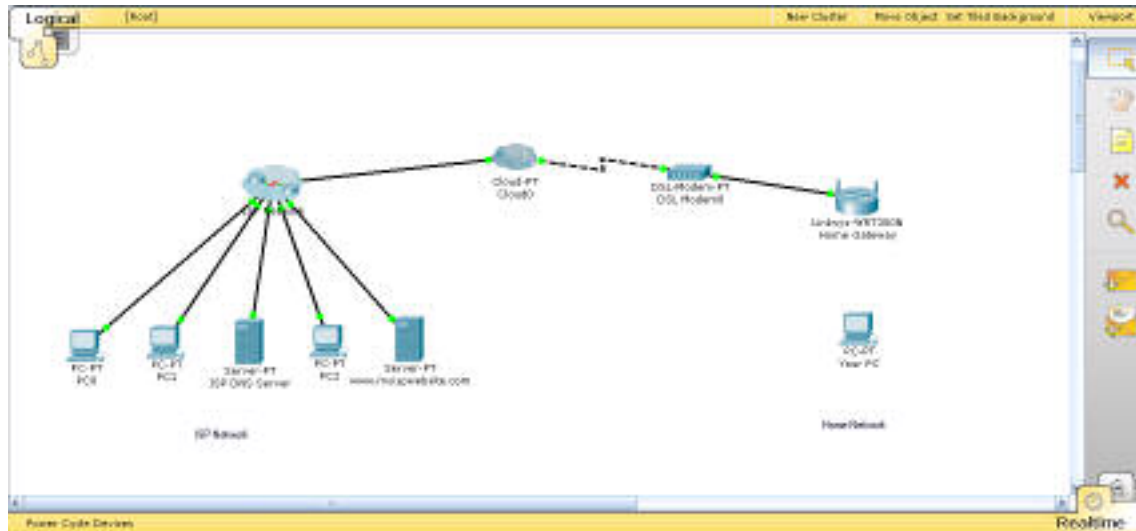 Logical
[Root]
New Cluster
Move Object
Set Tiled Background
Viewport
Cloud-PT
Cloud0
DSL-Modem-PT
DSL Modem0
Linksys-WRT300N
Home Gateway
PC-PT
PC0
PC-PT
PC1
Server-PT
ISP DNS Server
PC-PT
PC2
Server-PT
PC-PT
Your PC
ISP Network
Home Network
Power Cycle Devices
Realtime